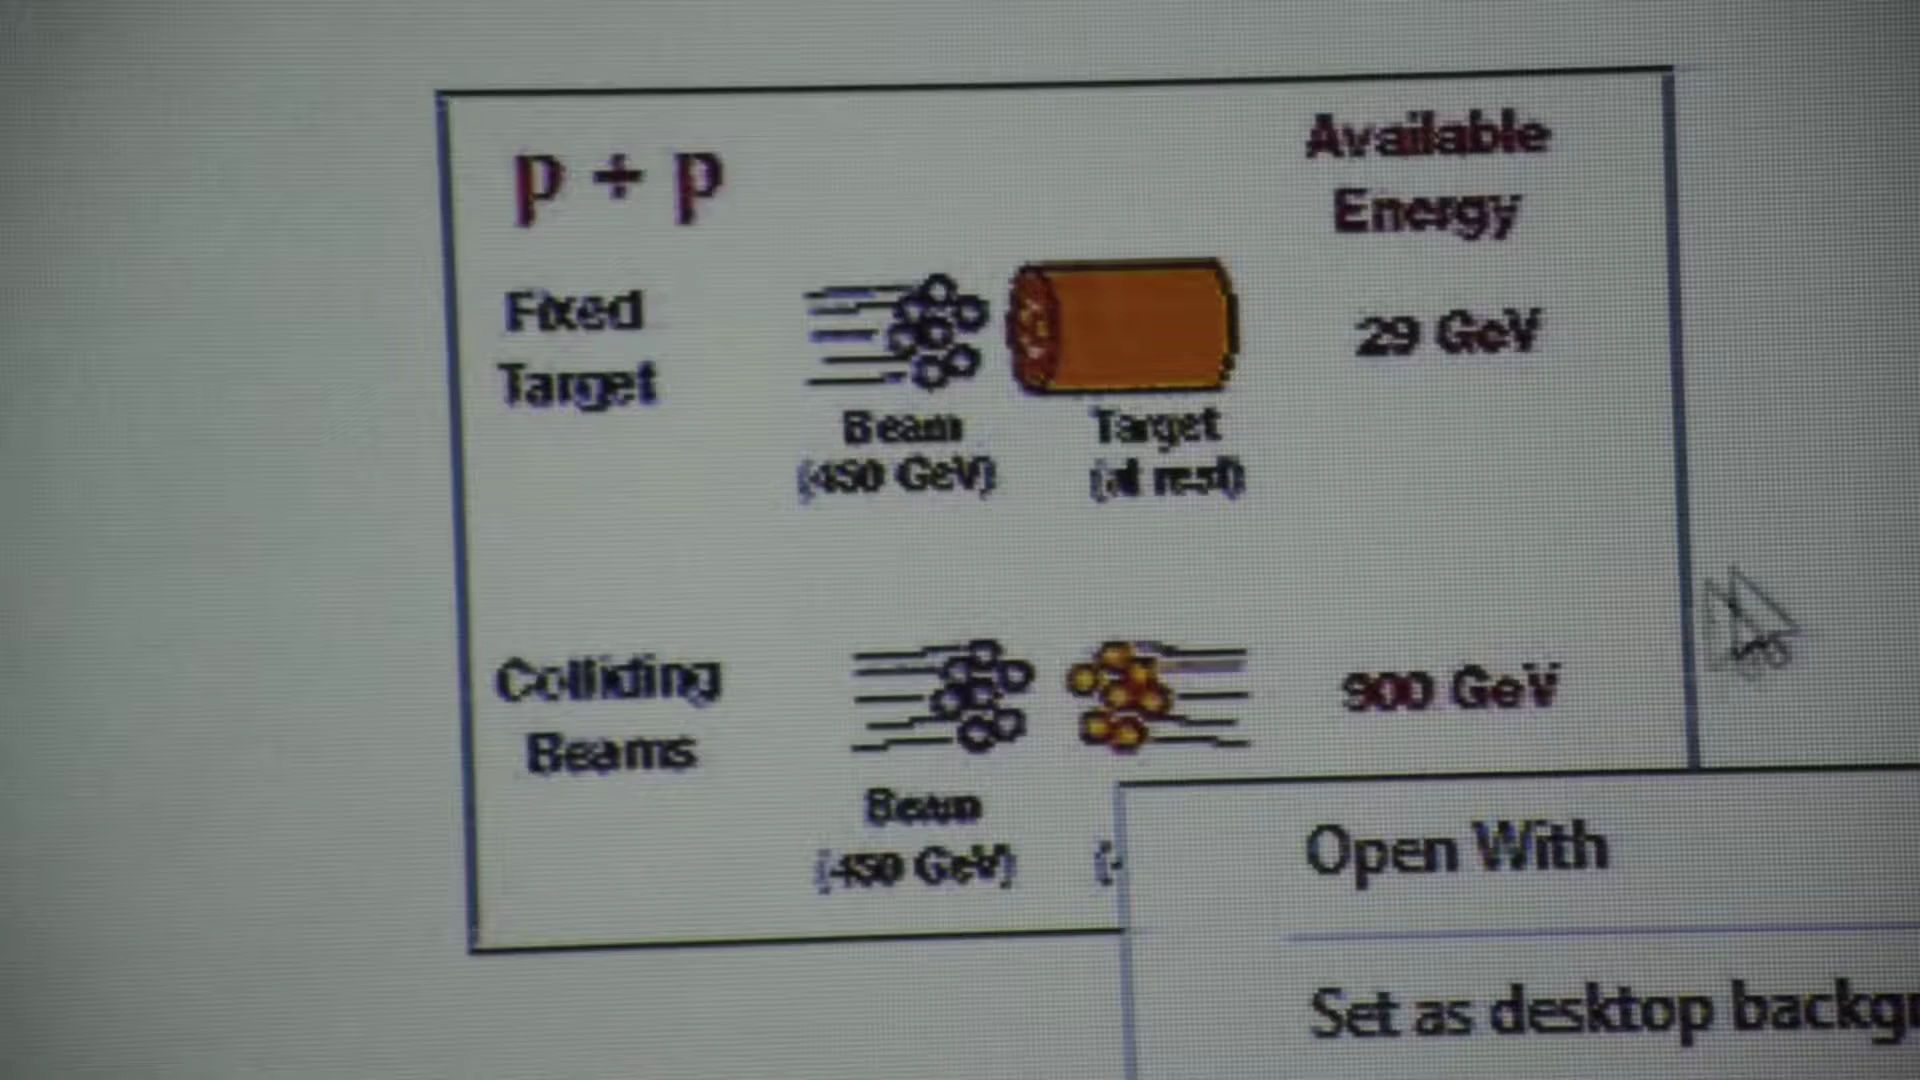 p + p
Available
Energy
Fixed
Target
29 GeV
Beam
Target
(450 GeV)
(at rest)
Colliding
Beams
900 GeV
Beam
(450 GeV)
(
Open With
Set as desktop backgr